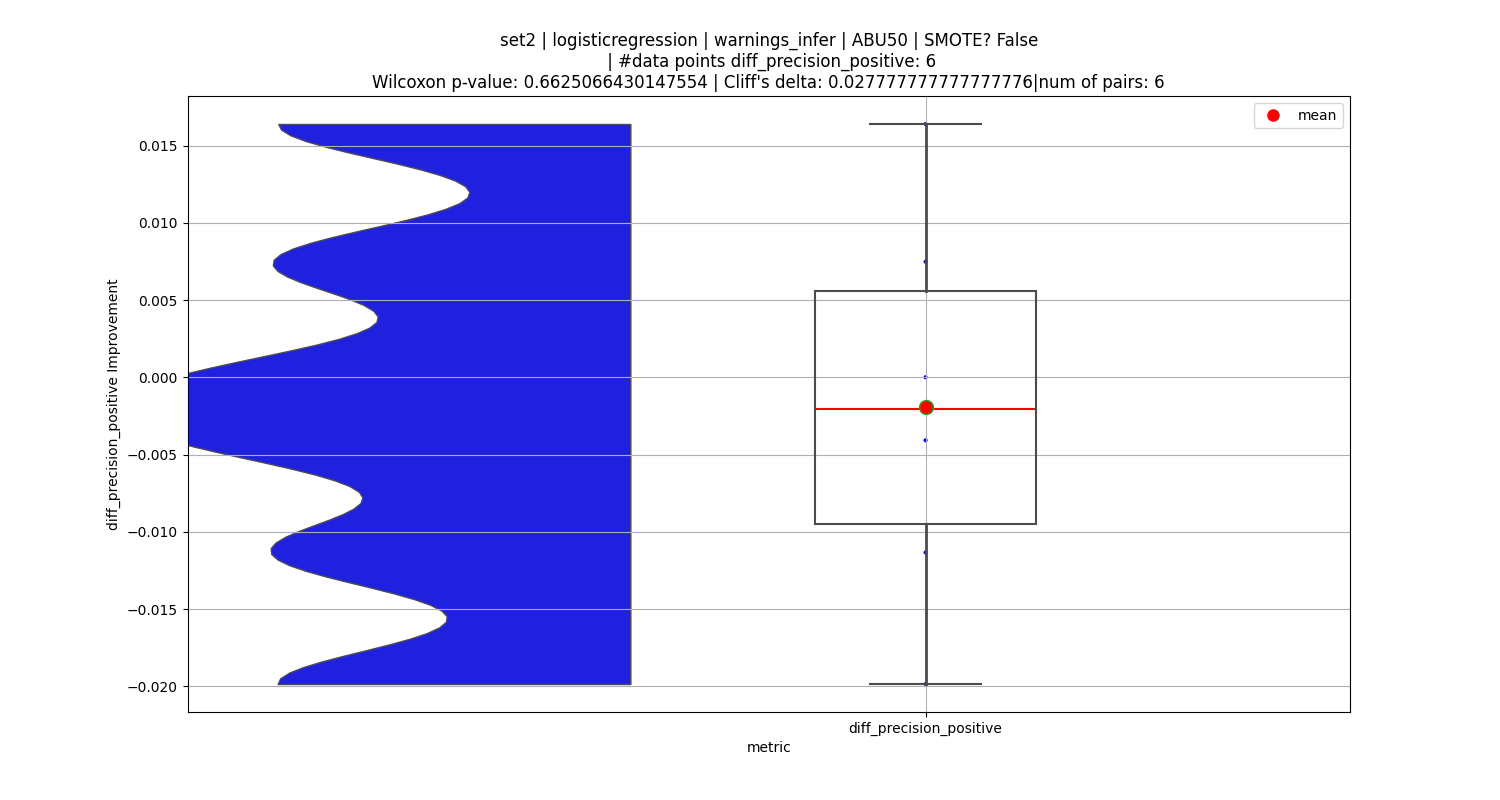 set2 | logisticregression | warnings_infer | ABU50 | SMOTE? False
| #data points diff_precision_positive: 6
Wilcoxon p-value: 0.6625066430147554 | Cliff's delta: 0.027777777777777776|num of pairs: 6
mean
0.015
0.010
0.005
0.000
−0.005
−0.010
−0.015
−0.020
diff_precision_positive Improvement
diff_precision_positive
metric